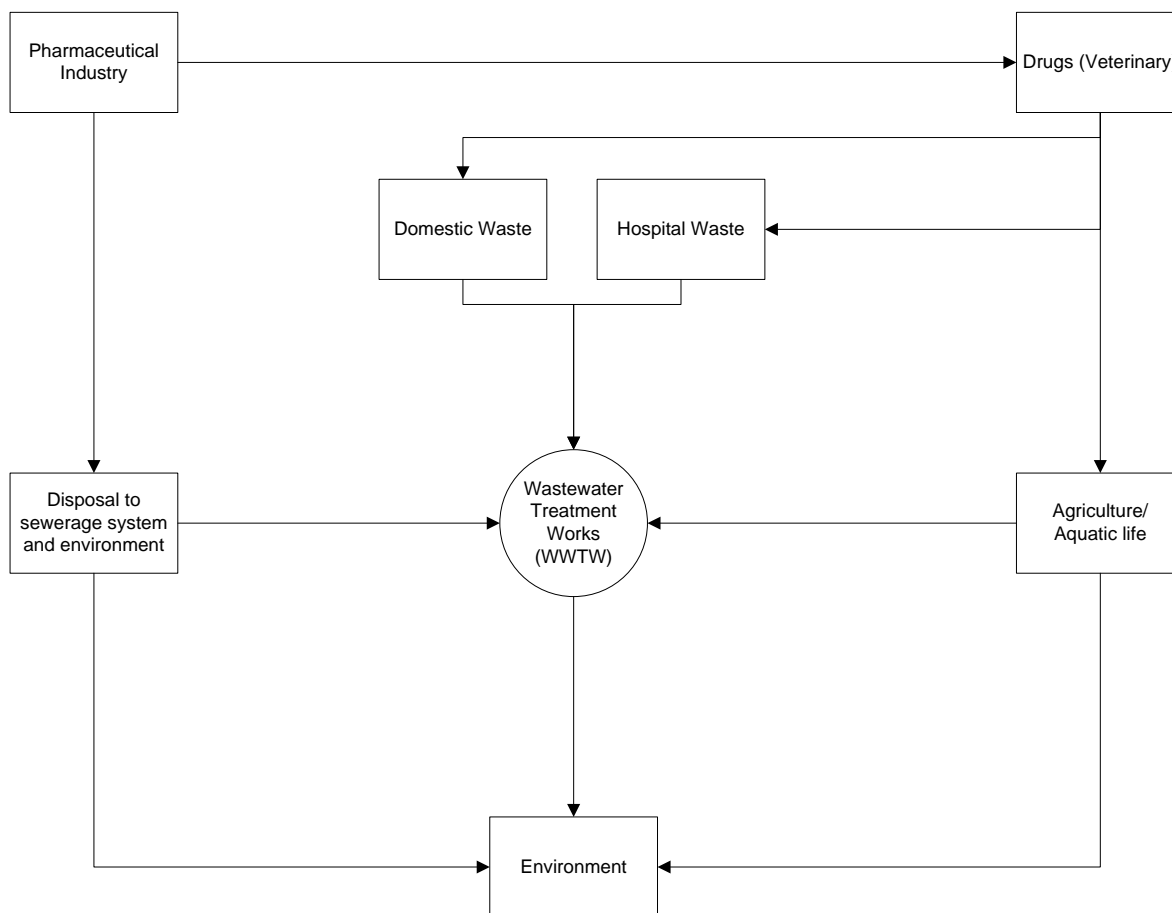 Pharmaceutical
Industry
Drugs (Veterinary
Domestic Waste
Hospital Waste
Disposal to
sewerage system
and environment
Wastewater
Treatment
Works
(WWTW)
Agriculture/
Aquatic life
Environment